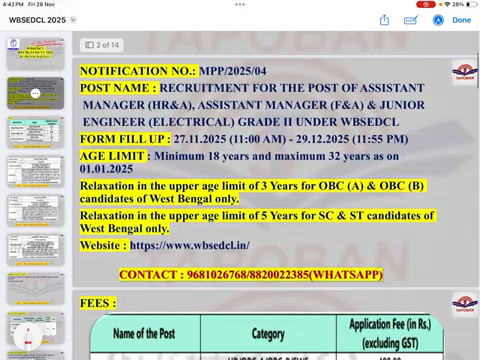 4:42 PM Fri 28 Nov
28%
WBSEDCL 2025
Done
2 of 14
NOTIFICATION NO.: MPP/2025/04
POST NAME : RECRUITMENT FOR THE POST OF ASSISTANT
MANAGER (HR&A), ASSISTANT MANAGER (F&A) & JUNIOR
ENGINEER (ELECTRICAL) GRADE II UNDER WBSEDCL
FORM FILL UP : 27.11.2025 (11:00 AM) - 29.12.2025 (11:55 PM)
AGE LIMIT : Minimum 18 years and maximum 32 years as on
01.01.2025
Relaxation in the upper age limit of 3 Years for OBC (A) & OBC (B)
candidates of West Bengal only.
Relaxation in the upper age limit of 5 Years for SC & ST candidates of
West Bengal only.
Website : https://www.wbsedcl.in/
CONTACT : 9681026768/8820022385(WHATSAPP)
FEES :
Name of the Post
Category
Application Fee (in Rs.)
(excluding GST)
TAPOBAN
TAPOBAN